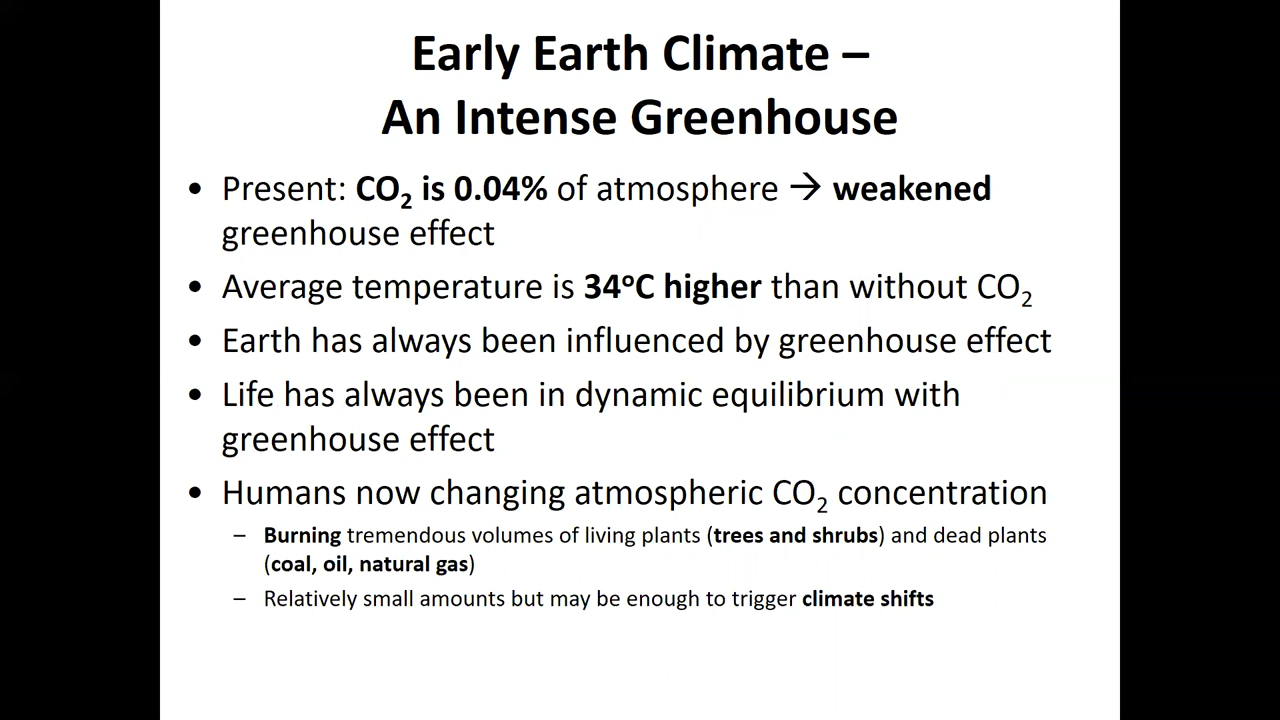 Early Earth Climate –
An Intense Greenhouse
• Present: CO₂ is 0.04% of atmosphere → weakened
greenhouse effect
• Average temperature is 34ᵒC higher than without CO₂
• Earth has always been influenced by greenhouse effect
• Life has always been in dynamic equilibrium with
greenhouse effect
• Humans now changing atmospheric CO₂ concentration
– Burning tremendous volumes of living plants (trees and shrubs) and dead plants
(coal, oil, natural gas)
– Relatively small amounts but may be enough to trigger climate shifts